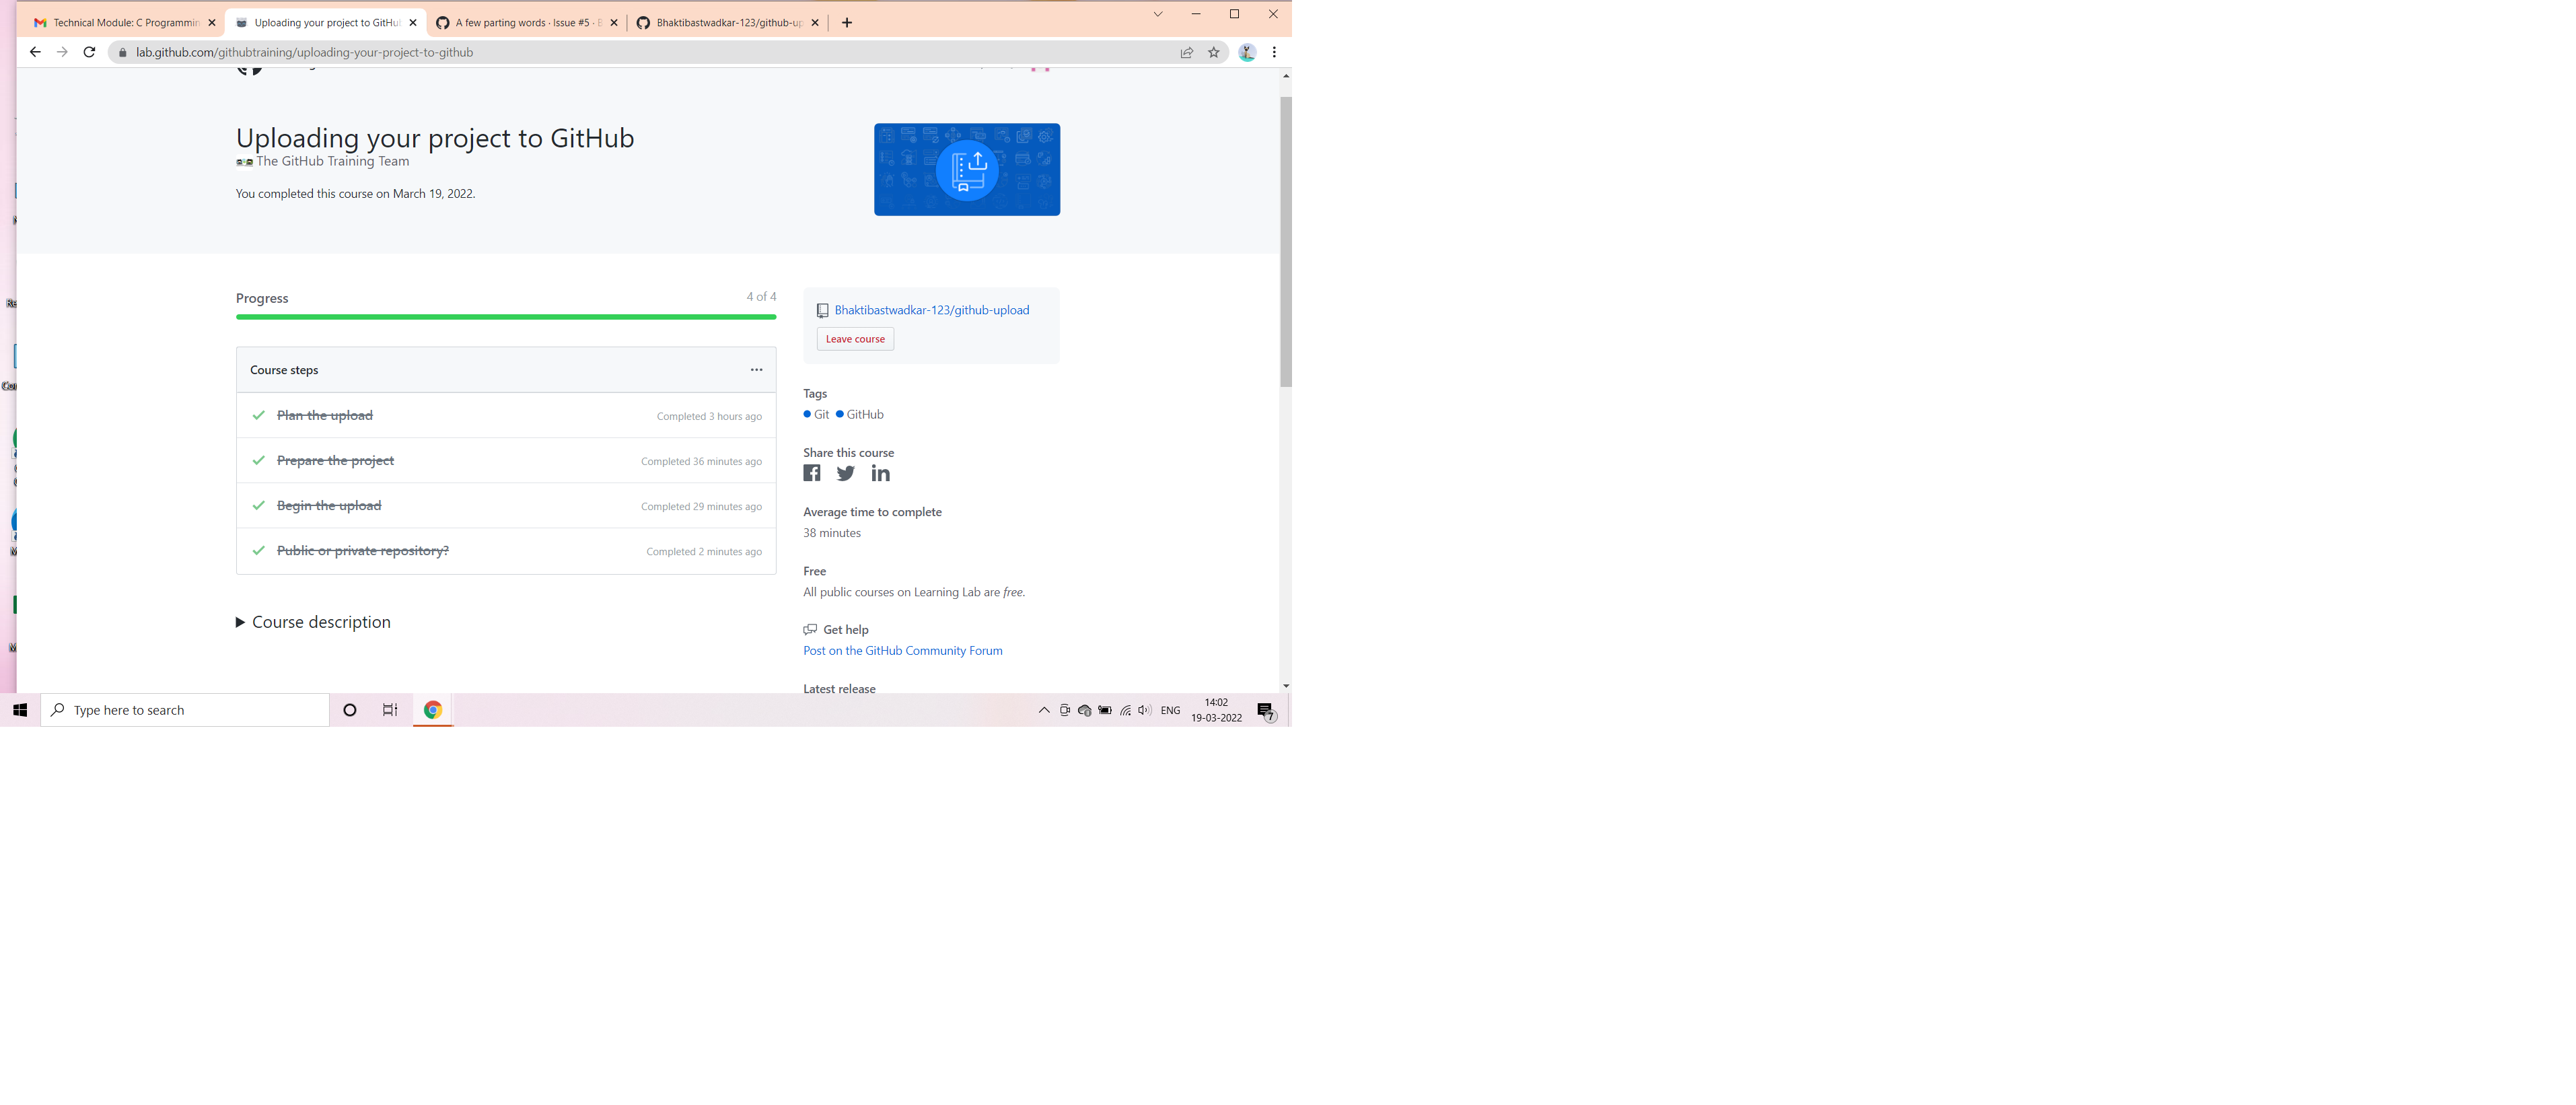 Technical Module: C Programmin
Uploading your project to GitHu
A few parting words · Issue #5 ·
Bhaktibastwadkar-123/github-up
lab.github.com/githubtraining/uploading-your-project-to-github
Uploading your project to GitHub
The GitHub Training Team
You completed this course on March 19, 2022.
Progress
4 of 4
Course steps
Plan the upload
Completed 3 hours ago
Prepare the project
Completed 36 minutes ago
Begin the upload
Completed 29 minutes ago
Public or private repository?
Completed 2 minutes ago
Course description
Bhaktibastwadkar-123/github-upload
Leave course
Tags
Git GitHub
Share this course
Average time to complete
38 minutes
Free
All public courses on Learning Lab are free.
Get help
Post on the GitHub Community Forum
Latest release
Type here to search
ENG
14:02
19-03-2022
7